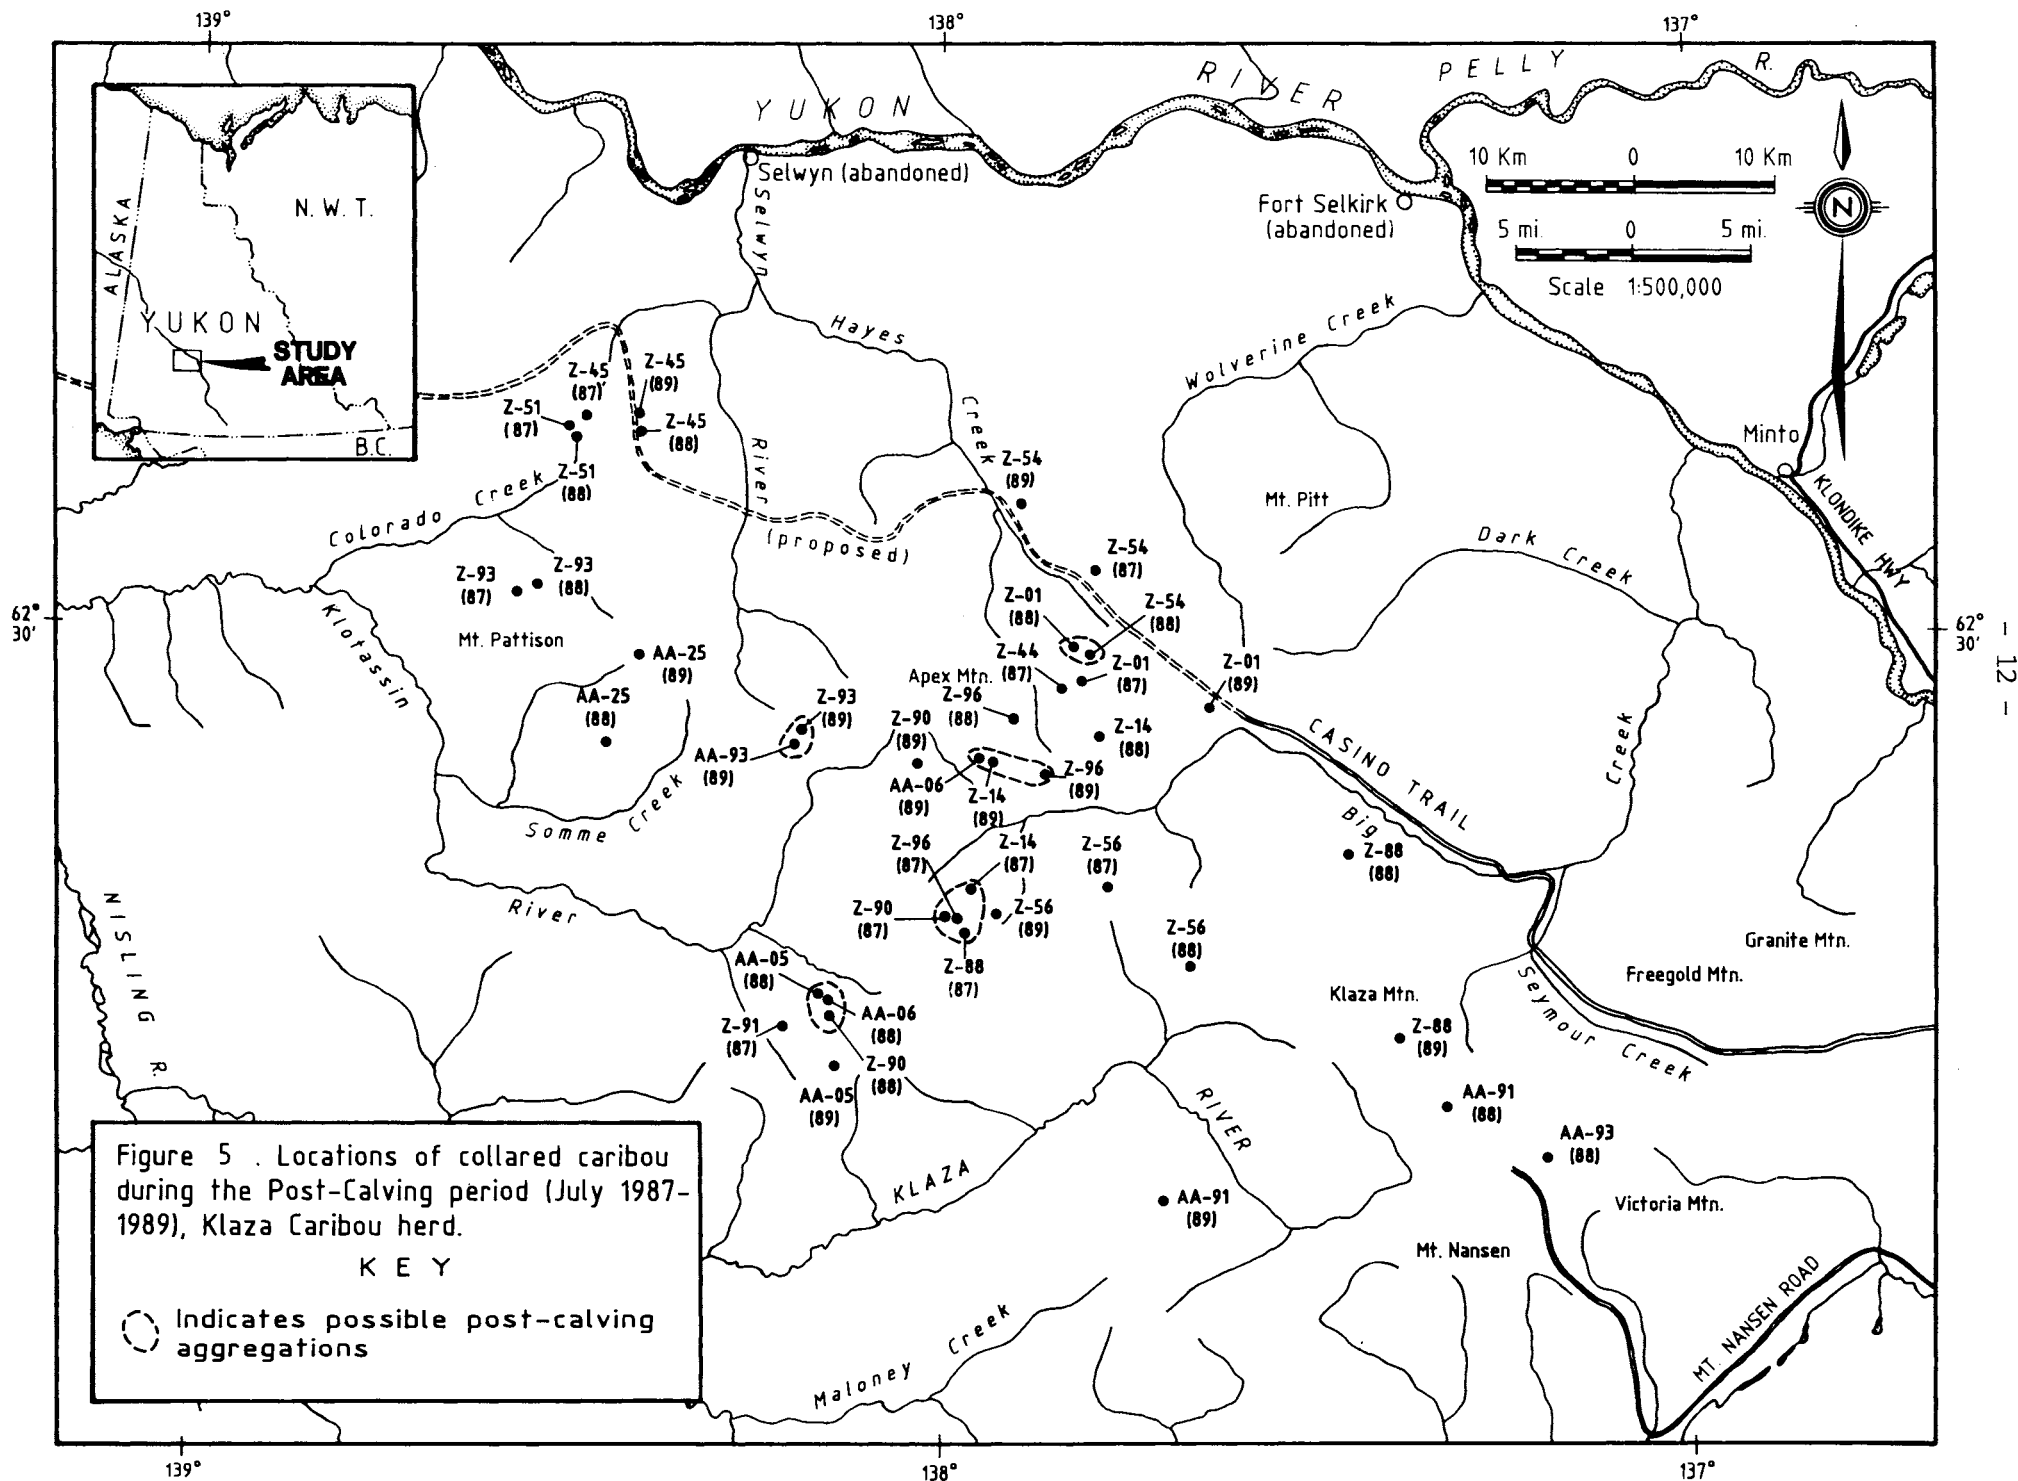 139°
138°
137°
YUKON
RIVER
PELLY
R.
N.W.T.
ALASKA
YUKON
STUDY
AREA
B.C.
Selwyn (abandoned)
Selwyn
River
Fort Selkirk
(abandoned)
10 Km 0 10 Km
5 mi. 0 5 mi.
Scale 1:500,000
N
Hayes
Creek
Wolverine Creek
Minto
KLONDIKE HWY
Mt. Pitt
Dark Creek
Creek
Z-45
(87)
Z-45
(89)
Z-51
(87)
Z-45
(88)
Z-51
(88)
Z-54
(89)
Colorado Creek
(proposed)
Z-93
(87)
Z-93
(88)
Z-54
(87)
62°
30'
62°
30'
- 12 -
Klotassin
River
Mt. Pattison
Z-01
(88)
Z-54
(88)
AA-25
(89)
Z-44
(87)
Z-01
(87)
Z-01
(89)
Apex Mtn.
AA-25
(88)
Z-93
(89)
Z-96
(88)
Z-90
(89)
Z-14
(88)
AA-93
(89)
AA-06
(89)
Z-14
(89)
Z-96
(89)
CASINO TRAIL
Somme Creek
Big
Z-96
(87)
Z-14
(87)
Z-56
(87)
Z-88
(88)
Z-90
(87)
Z-56
(89)
Z-56
(88)
Z-88
(87)
NISLING R.
Granite Mtn.
Freegold Mtn.
Klaza Mtn.
Seymour Creek
AA-05
(88)
AA-06
(88)
Z-91
(87)
Z-90
(88)
AA-05
(89)
Z-88
(89)
AA-91
(88)
AA-93
(88)
KLAZA
RIVER
AA-91
(89)
Victoria Mtn.
Mt. Nansen
MT. NANSEN ROAD
Maloney Creek
Figure 5 . Locations of collared caribou
during the Post-Calving period (July 1987-
1989), Klaza Caribou herd.
KEY
Indicates possible post-calving
aggregations
139°
138°
137°